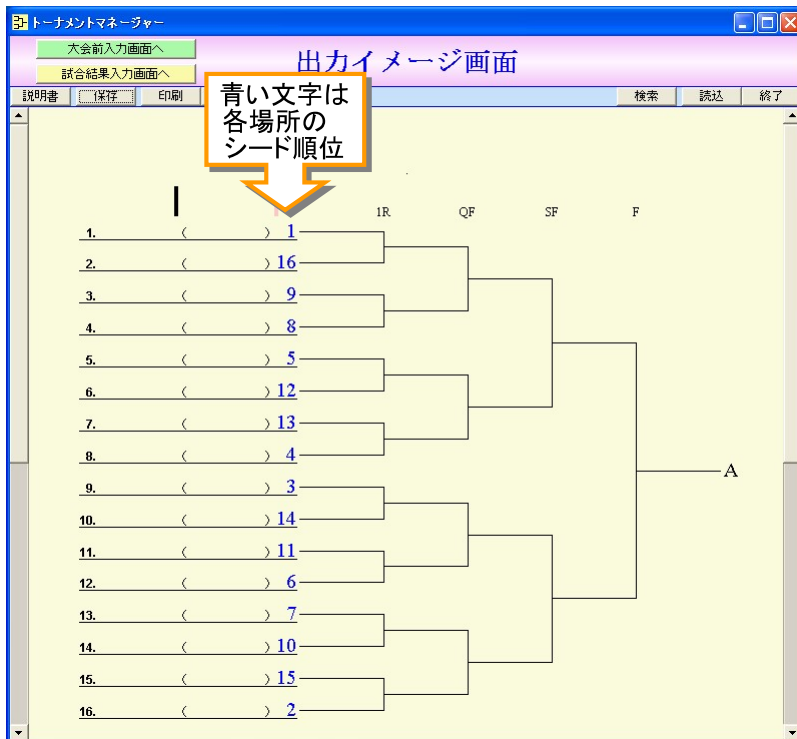 トーナメントマネージャー
大会前入力画面へ
試合結果入力画面へ
出力イメージ画面
説明書 保存 印刷 検索 読込 終了
青い文字は
各場所の
シード順位
1R QF SF F
1. ( ) 1
2. ( ) 16
3. ( ) 9
4. ( ) 8
5. ( ) 5
6. ( ) 12
7. ( ) 13
8. ( ) 4
A
9. ( ) 3
10. ( ) 14
11. ( ) 11
12. ( ) 6
13. ( ) 7
14. ( ) 10
15. ( ) 15
16. ( ) 2